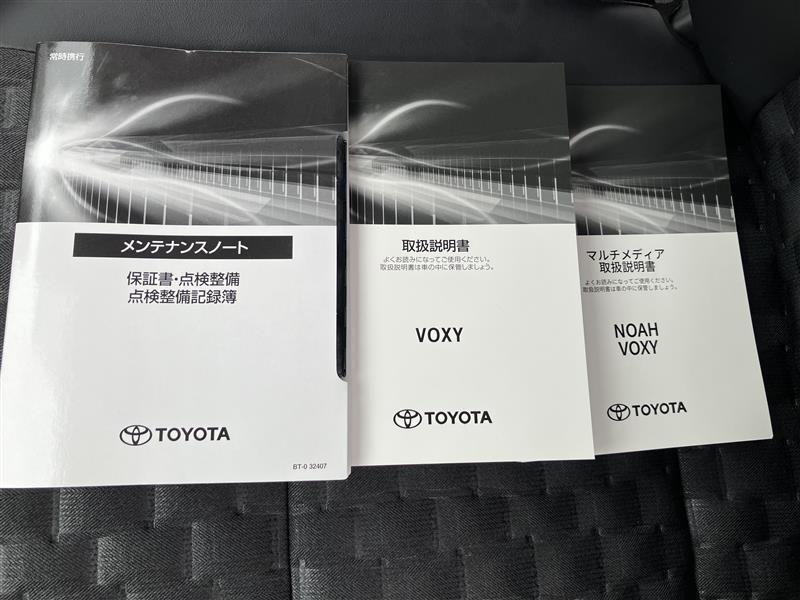 常時携行
メンテナンスノート
保証書・点検整備
点検整備記録簿
TOYOTA
BT-0 32407
取扱説明書
よくお読みになってご使用ください。
取扱説明書は車の中に保管しましょう。
VOXY
TOYOTA
マルチメディア
取扱説明書
よくお読みになってご使用ください。
取扱説明書は車の中に保管しましょう。
NOAH
VOXY
TOYOTA